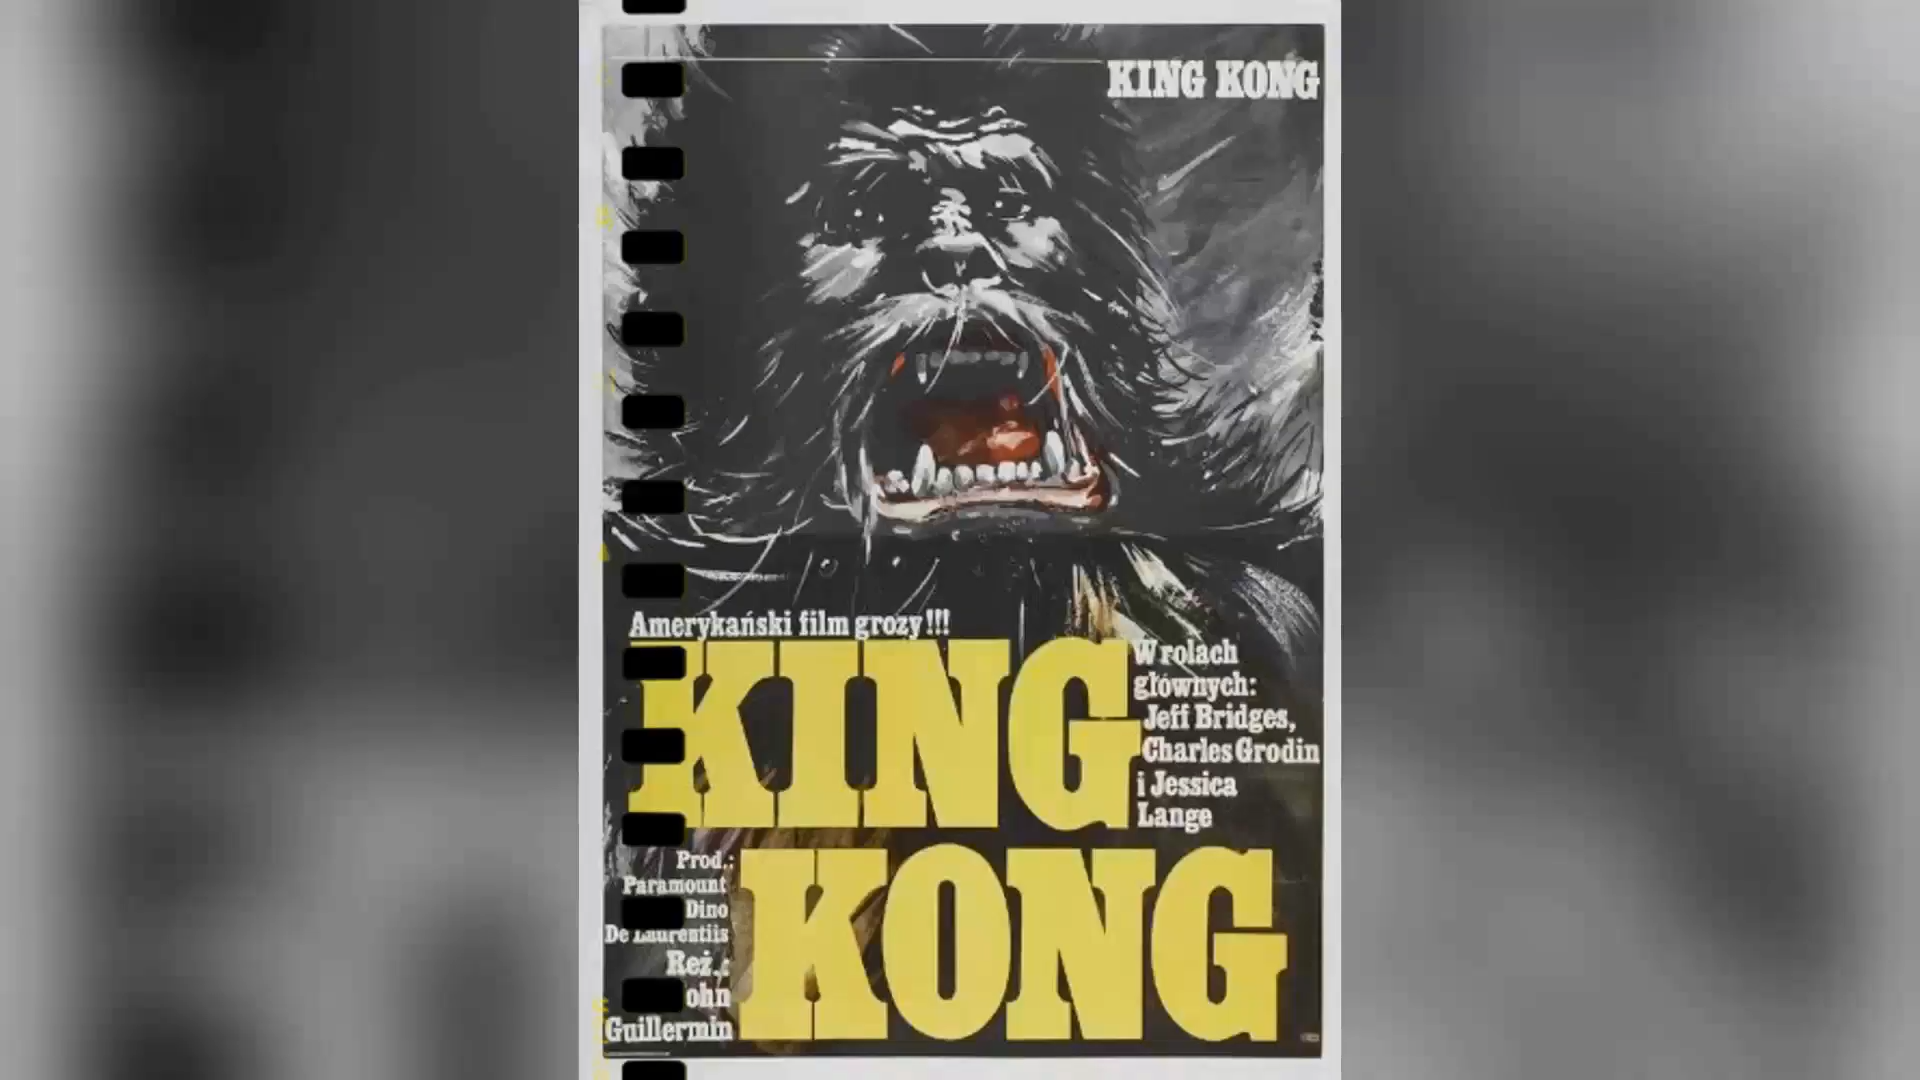 KING KONG
Amerykański film grozy!!!
KING
W rolach
głównych:
Jeff Bridges,
Charles Grodin
i Jessica
Lange
Prod.:
Paramount
Dino
De Laurentiis
Reż.:
ohn
Guillermin
KONG